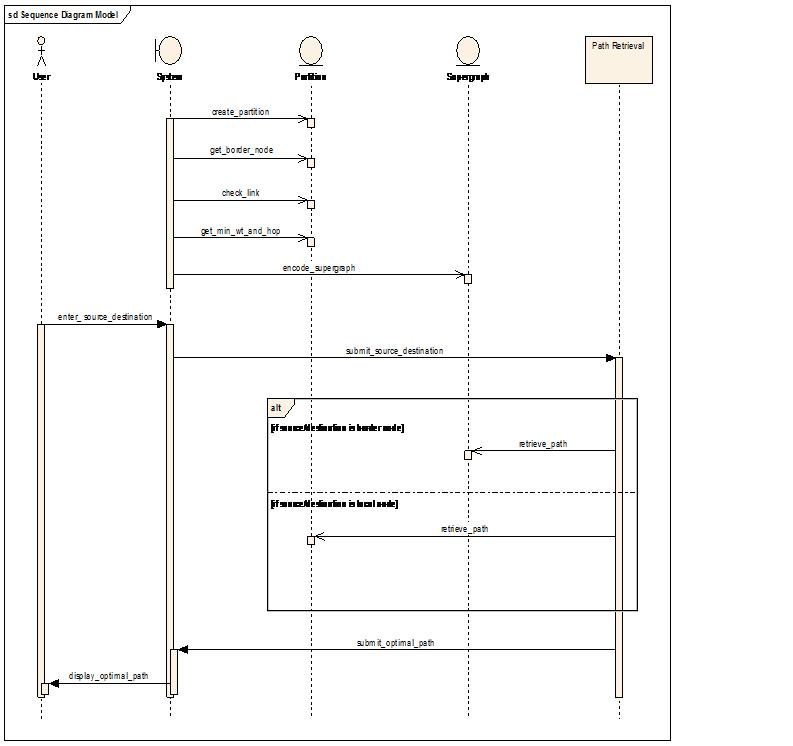 sd Sequence Diagram Model
Path Retrieval
User
System
Partition
Supergraph
create_partition
get_border_node
check_link
get_min_wt_and_hop
encode_supergraph
enter_source_destination
submit_source_destination
alt
[if source/destination is border node]
retrieve_path
[if source/destination is local node]
retrieve_path
submit_optimal_path
display_optimal_path